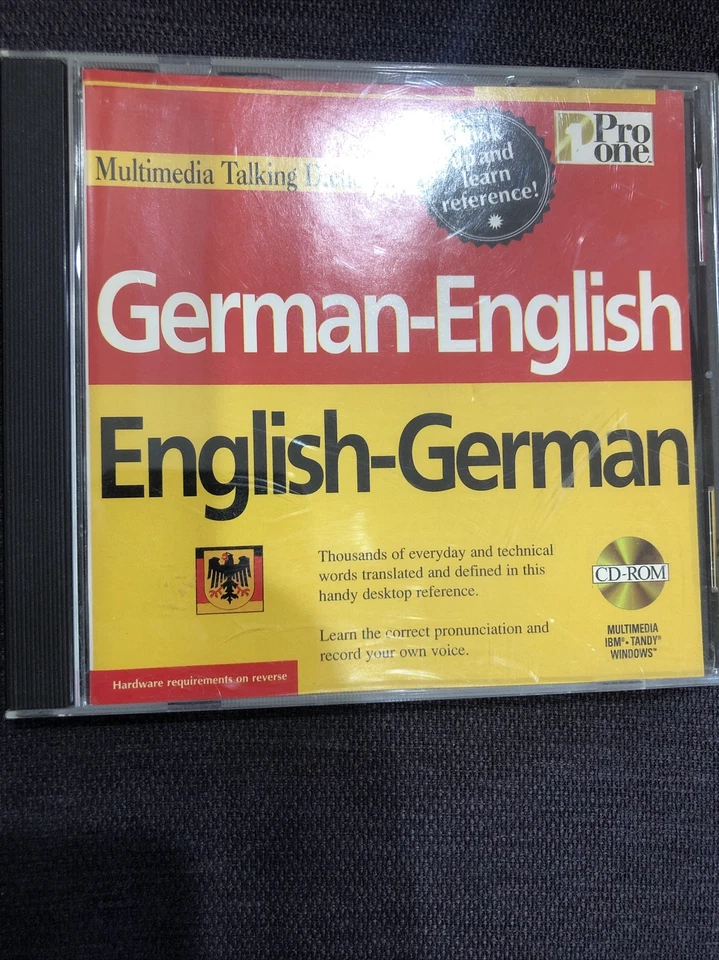 Pro
one™
and
learn
reference!
Multimedia Talking
German-English
English-German
Thousands of everyday and technical
words translated and defined in this
handy desktop reference.
Learn the correct pronunciation and
record your own voice.
CD-ROM
MULTIMEDIA
IBM®·TANDY®
WINDOWS™
Hardware requirements on reverse